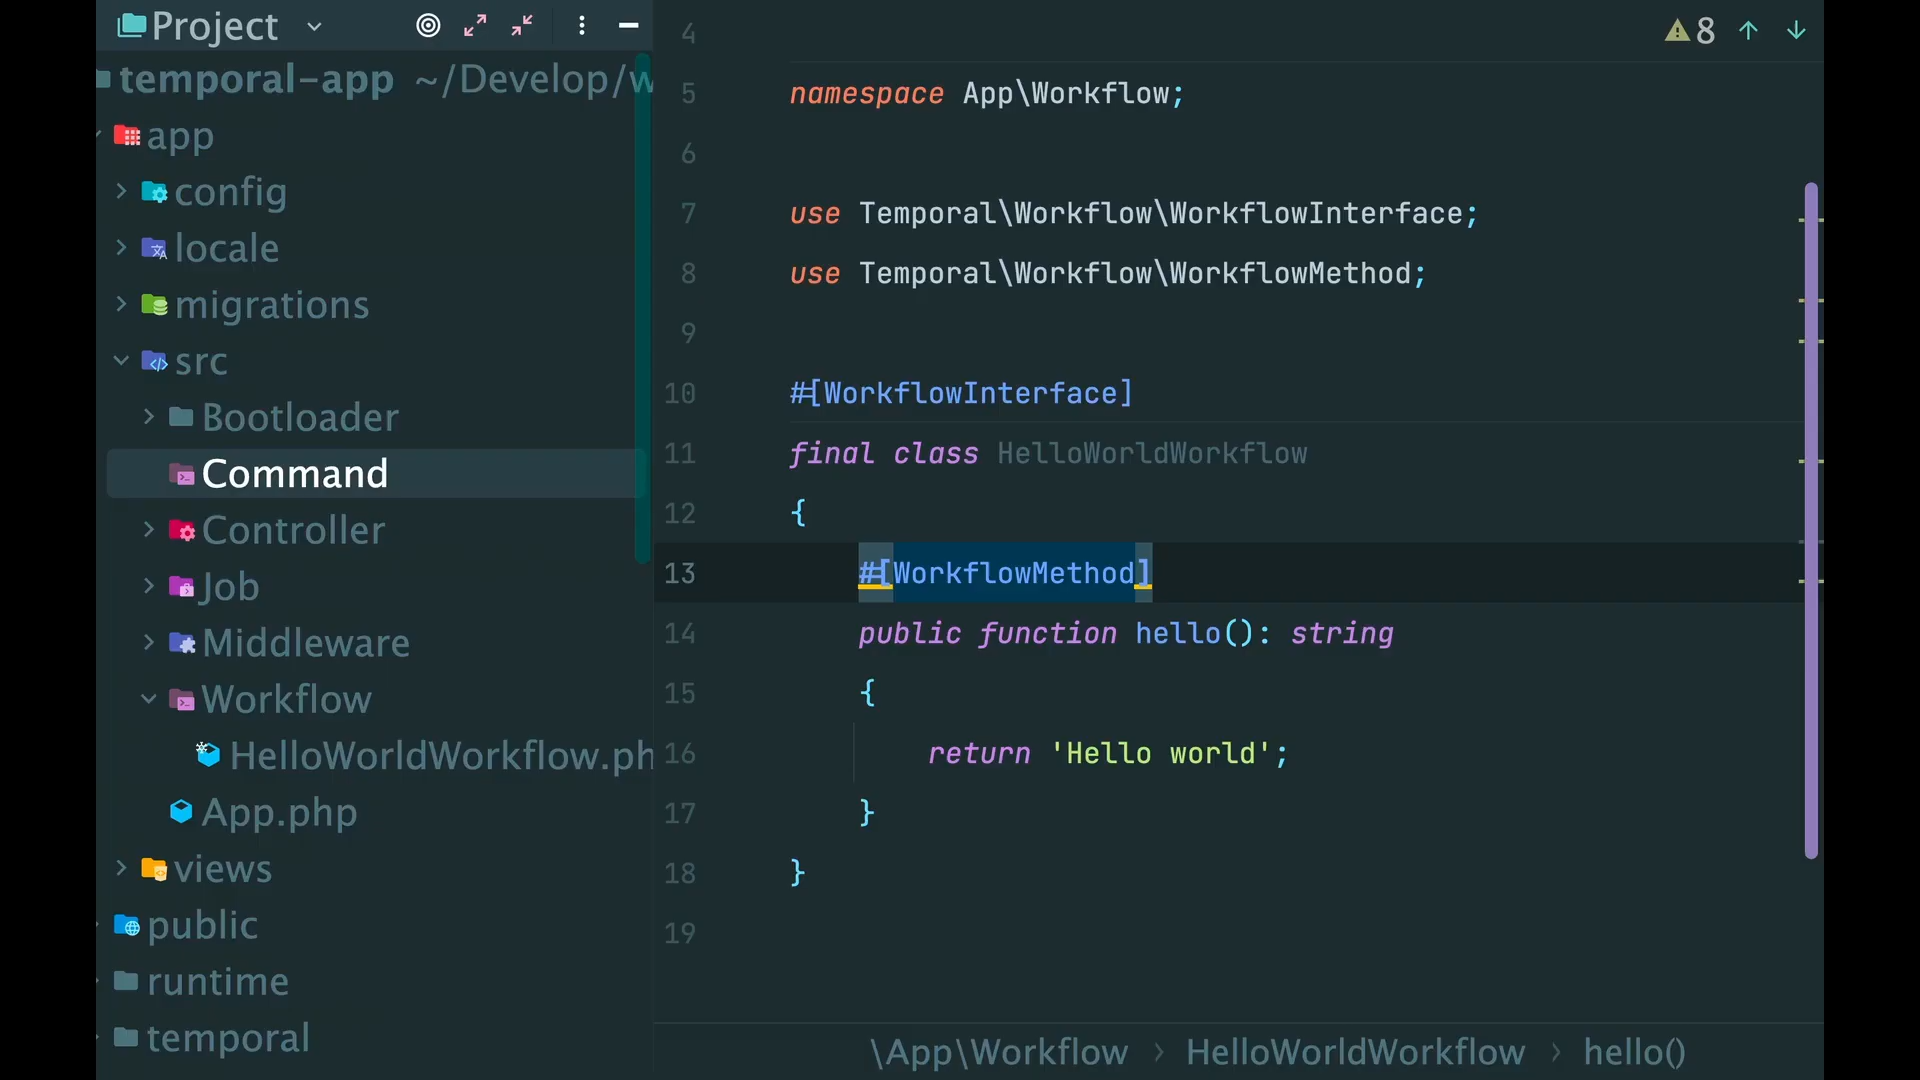 Project
temporal-app ~/Develop/w
app
config
locale
migrations
src
Bootloader
Command
Controller
Job
Middleware
Workflow
HelloWorldWorkflow.ph
App.php
views
public
runtime
temporal
8
4
5 namespace App\Workflow;
6
7 use Temporal\Workflow\WorkflowInterface;
8 use Temporal\Workflow\WorkflowMethod;
9
10 #[WorkflowInterface]
11 final class HelloWorldWorkflow
12 {
13 #[WorkflowMethod]
14 public function hello(): string
15 {
16 return 'Hello world';
17 }
18 }
19
\App\Workflow › HelloWorldWorkflow › hello()